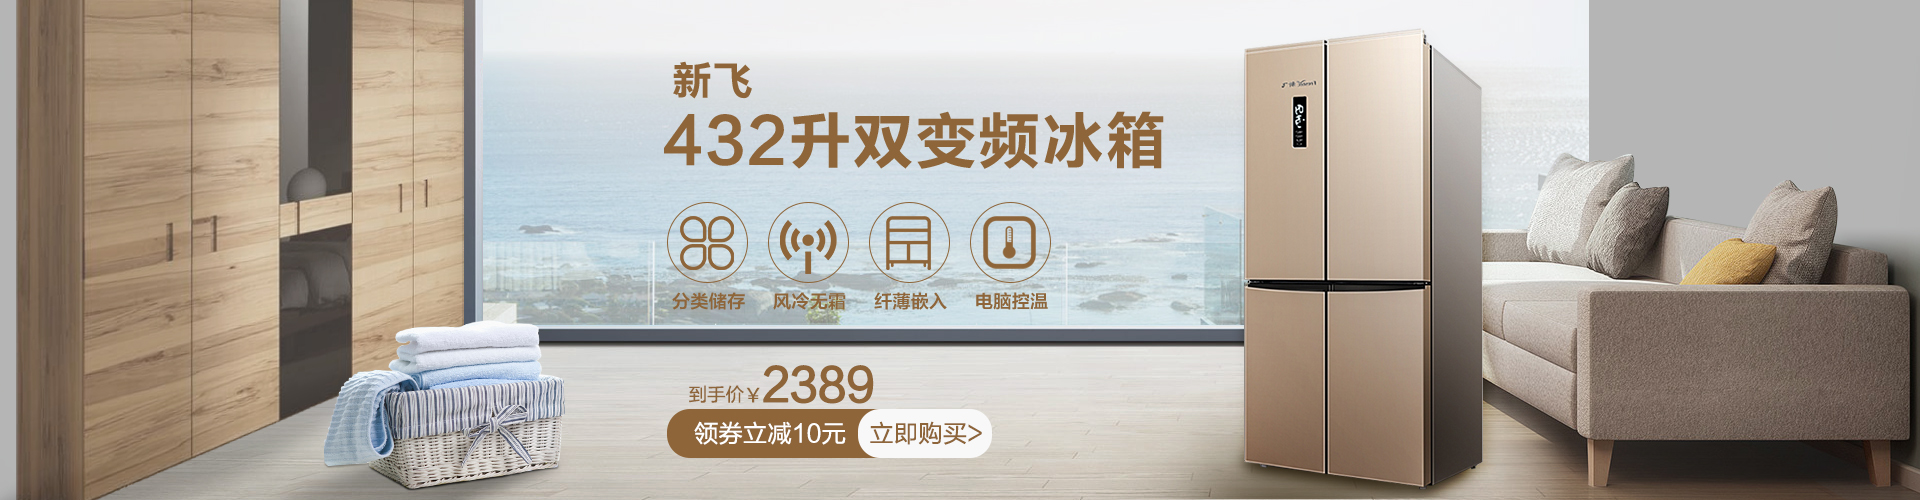 新飞
432升双变频冰箱
分类储存 风冷无霜 纤薄嵌入 电脑控温
到手价¥2389
领券立减10元 立即购买>